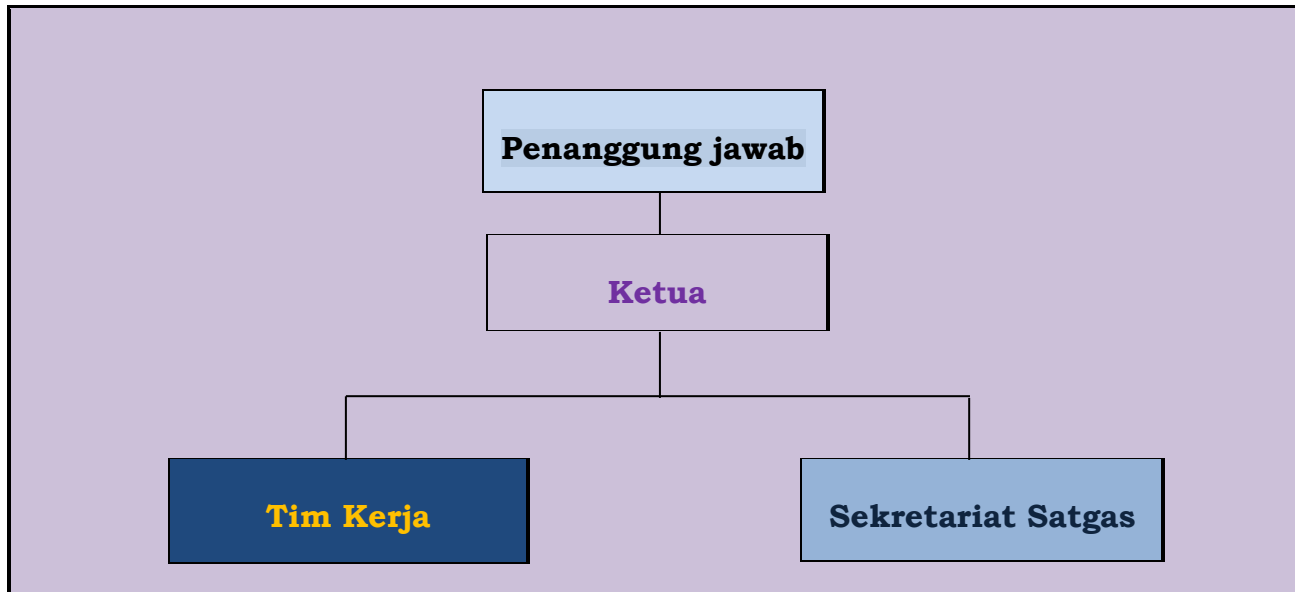 Penanggung jawab
Ketua
Tim Kerja
Sekretariat Satgas